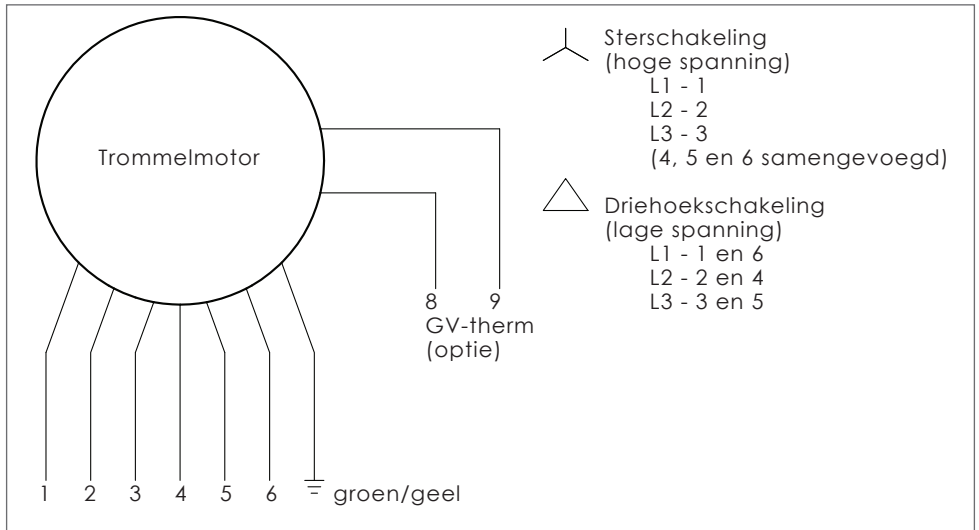 Trommelmotor
8 9
GV-therm
(optie)
1 2 3 4 5 6 groen/geel
Sterschakeling
(hoge spanning)
L1 - 1
L2 - 2
L3 - 3
(4, 5 en 6 samengevoegd)
Driehoekschakeling
(lage spanning)
L1 - 1 en 6
L2 - 2 en 4
L3 - 3 en 5